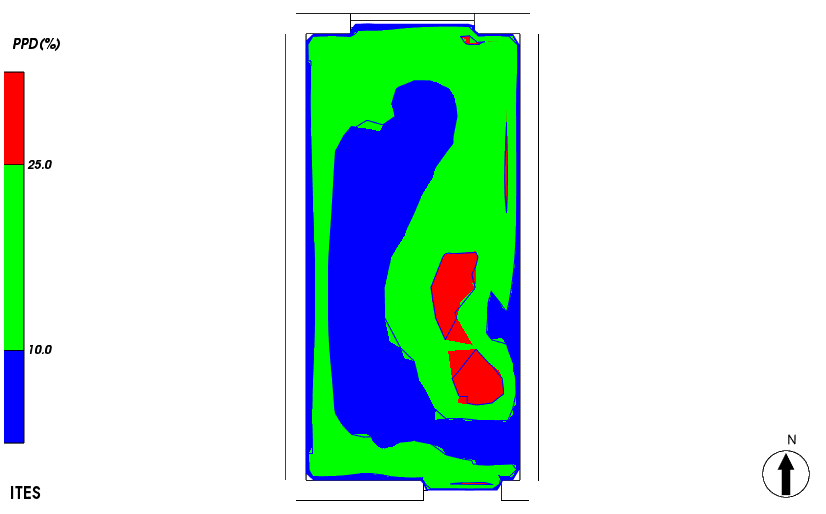 PPD(%)
25.0
10.0
N
ITES